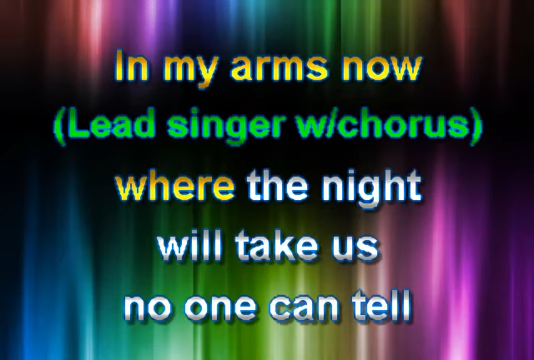 In my arms now
(Lead singer w/chorus)
where the night
will take us
no one can tell